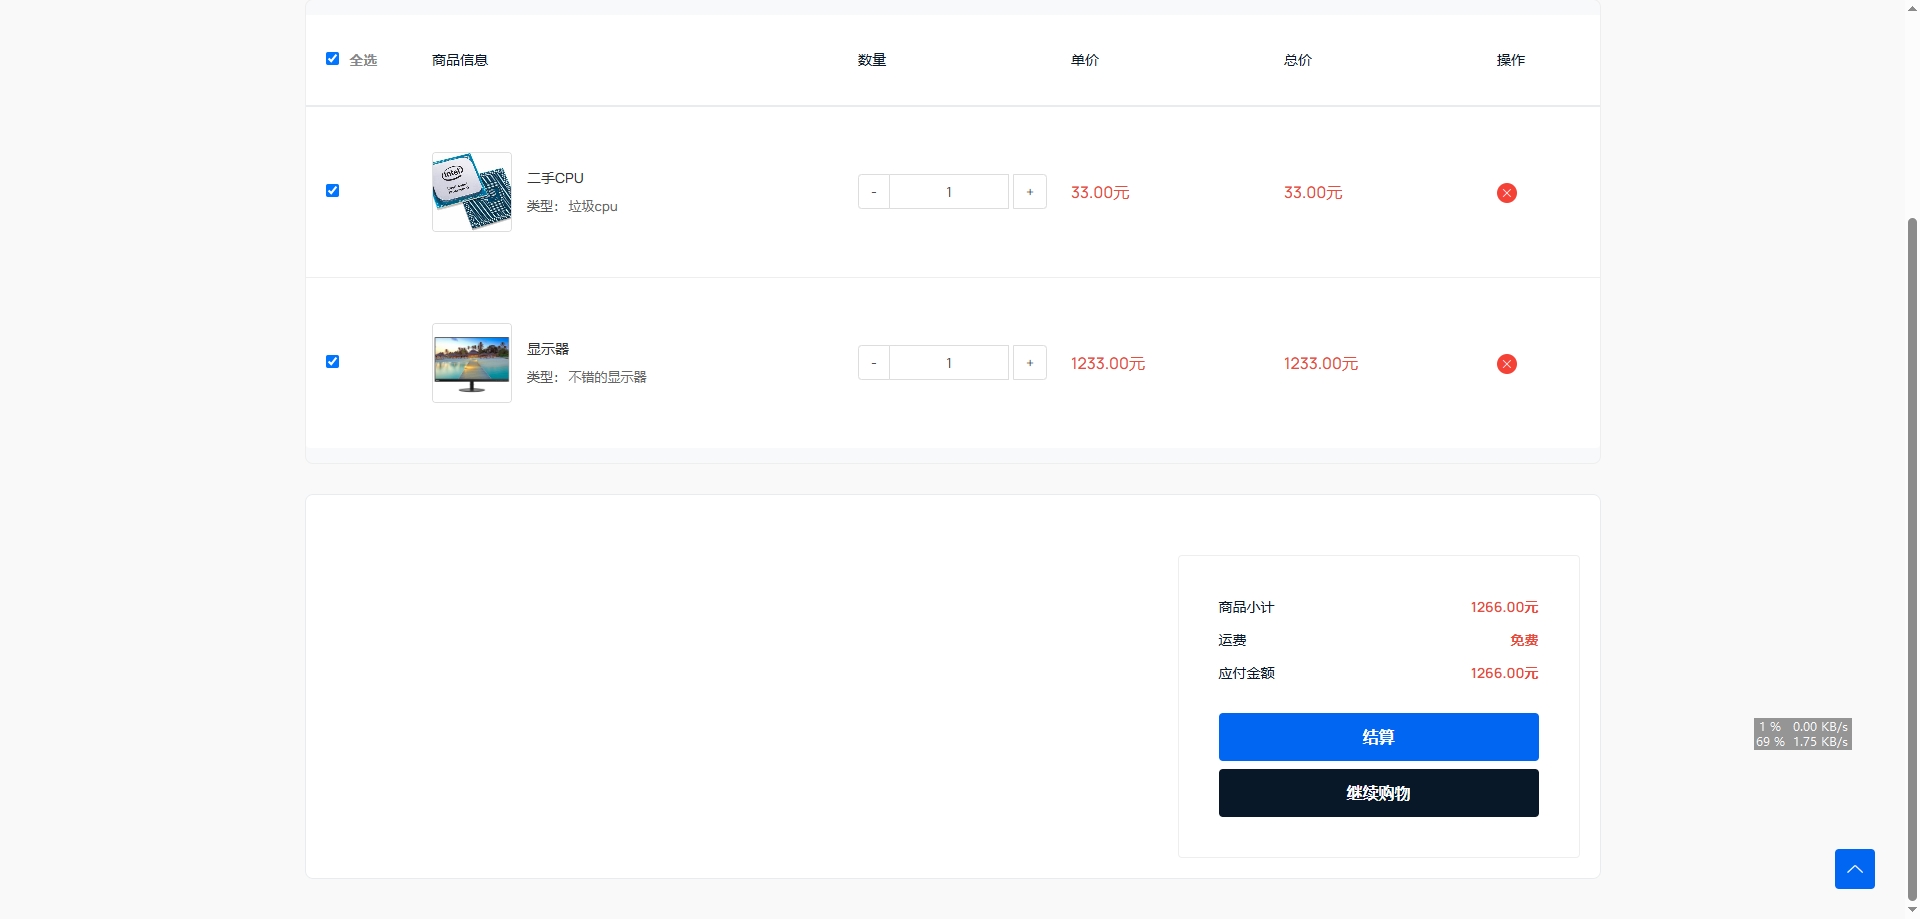 全选 商品信息 数量 单价 总价 操作
intel
二手CPU
类型： 垃圾cpu
- 1 + 33.00元 33.00元
显示器
类型： 不错的显示器
- 1 + 1233.00元 1233.00元
商品小计 1266.00元
运费 免费
应付金额 1266.00元
结算
继续购物
1 % 0.00 KB/s
69 % 1.75 KB/s